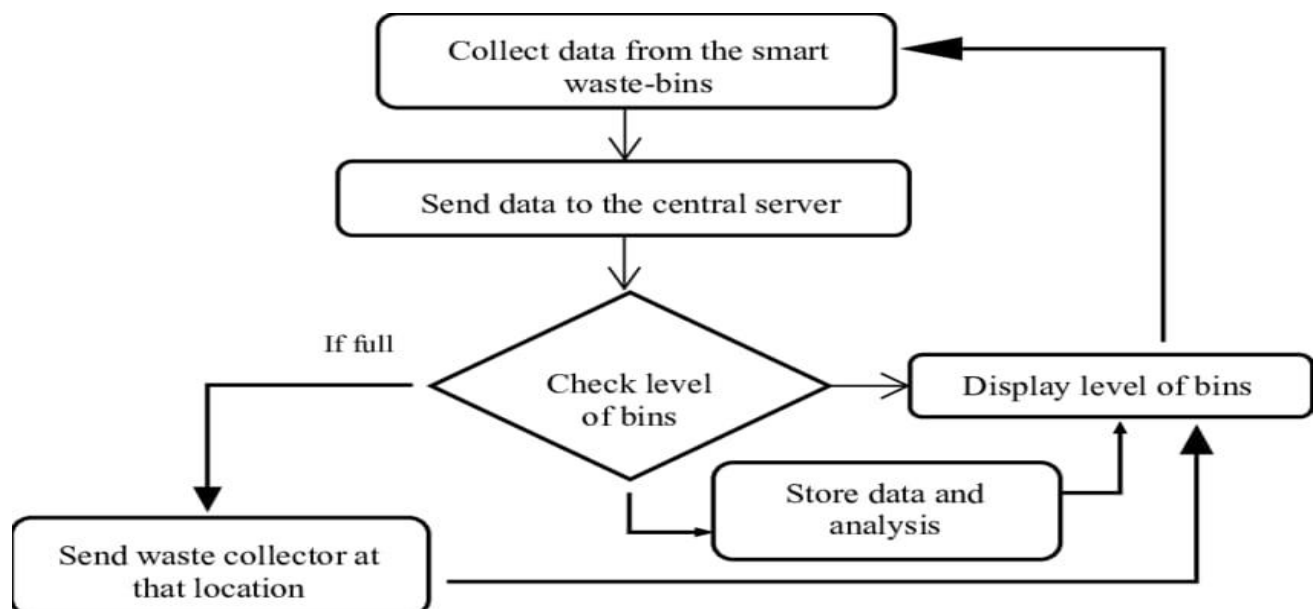 Collect data from the smart
waste-bins
Send data to the central server
If full
Check level
of bins
Display level of bins
Store data and
analysis
Send waste collector at
that location